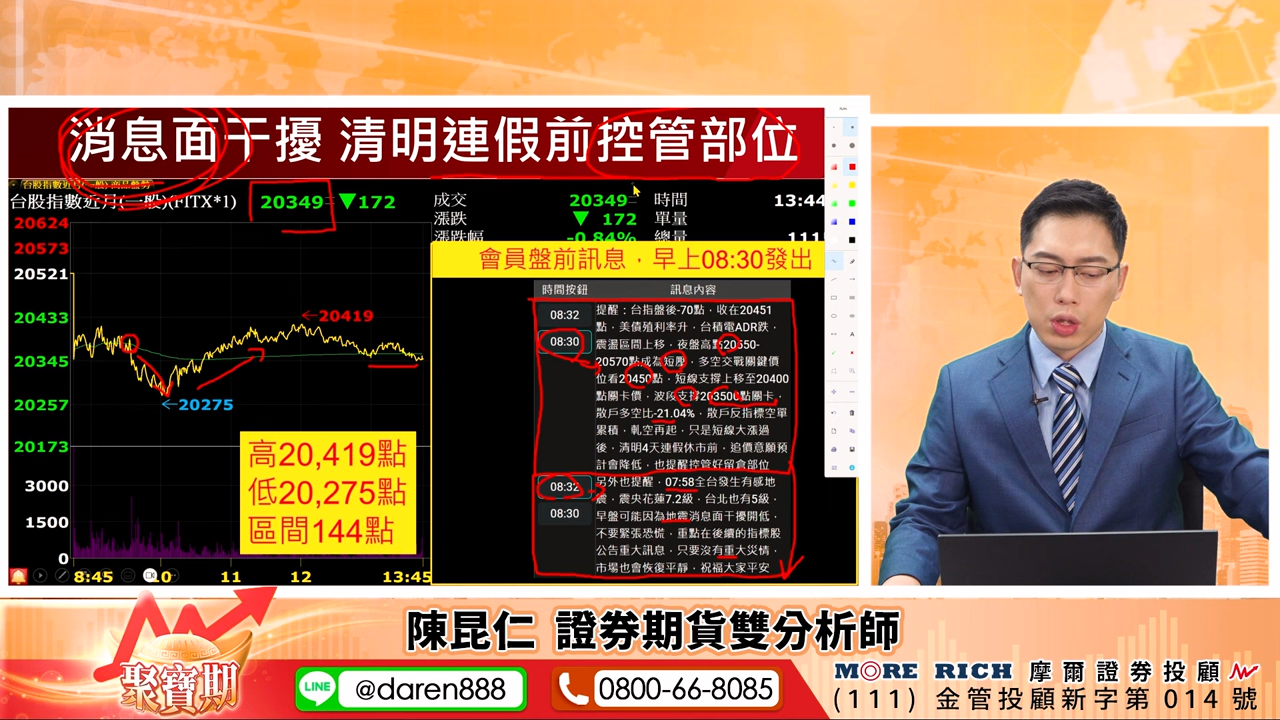 消息面干擾 清明連假前控管部位
台股指數近月(一般)商品盤勢
台股指數近月(一般)(FITX*1) 20349 ▼172
成交 20349 時間 13:44
漲跌 ▼ 172 單量
漲跌幅 -0.84% 總量
會員盤前訊息，早上08:30發出
20624
20573
20521
20433
20345
20257
20173
3000
1500
0
←20419
←20275
高20,419點
低20,275點
區間144點
8:45 10 11 12 13:45
時間按鈕 訊息內容
08:32
08:30
提醒：台指盤後-70點，收在20451
點，美債殖利率升，台積電ADR跌，
震盪區間上移，夜盤高點20550-
20570點成為短壓，多空交戰關鍵價
位看20450點，短線支撐上移至20400
點關卡價，波段支撐203500點關卡，
散戶多空比-21.04%，散戶反指標空單
累積，軋空再起，只是短線大漲過
後，清明4天連假休市前，追價意願預
計會降低，也提醒控管好留倉部位
08:32
08:30
另外也提醒，07:58全台發生有感地
震，震央花蓮7.2級，台北也有5級，
早盤可能因為地震消息面干擾開低，
不要緊張恐慌，重點在後續的指標股
公告重大訊息，只要沒有重大災情，
市場也會恢復平靜，祝福大家平安
陳昆仁 證券期貨雙分析師
聚寶期
LINE @daren888
0800-66-8085
MORE RICH 摩爾證券投顧
(111) 金管投顧新字第 014 號